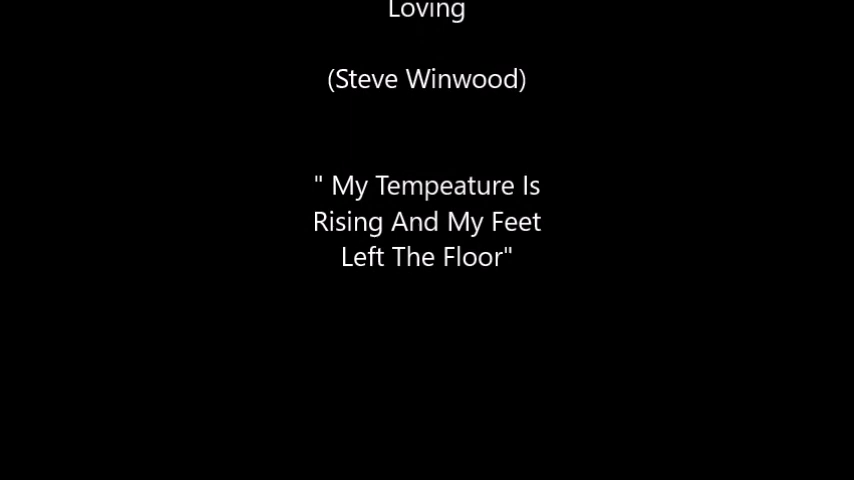 Loving
(Steve Winwood)
" My Tempeature Is
Rising And My Feet
Left The Floor"